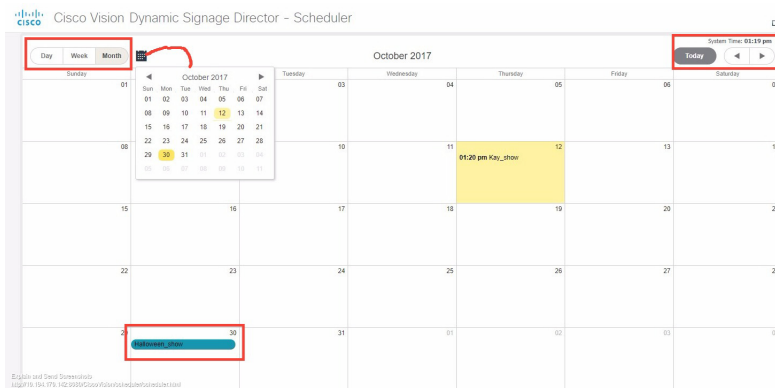 CISCO Cisco Vision Dynamic Signage Director - Scheduler
System Time: 01:19 pm
Day Week Month October 2017 Today
Sunday Tuesday Wednesday Thursday Friday Saturday
October 2017
Sun Mon Tue Wed Thu Fri Sat
01 02 03 04 05 06 07
08 09 10 11 12 13 14
15 16 17 18 19 20 21
22 23 24 25 26 27 28
29 30 31 01 02 03 04
05 06 07 08 09 10 11
01 03 04 05 06
08 10 11 12 13
01:20 pm Kay_show
15 16 17 18 19 20
22 23 24 25 26 27
29 30 31 01 02 03
Halloween_show
Explain and Send Screenshots